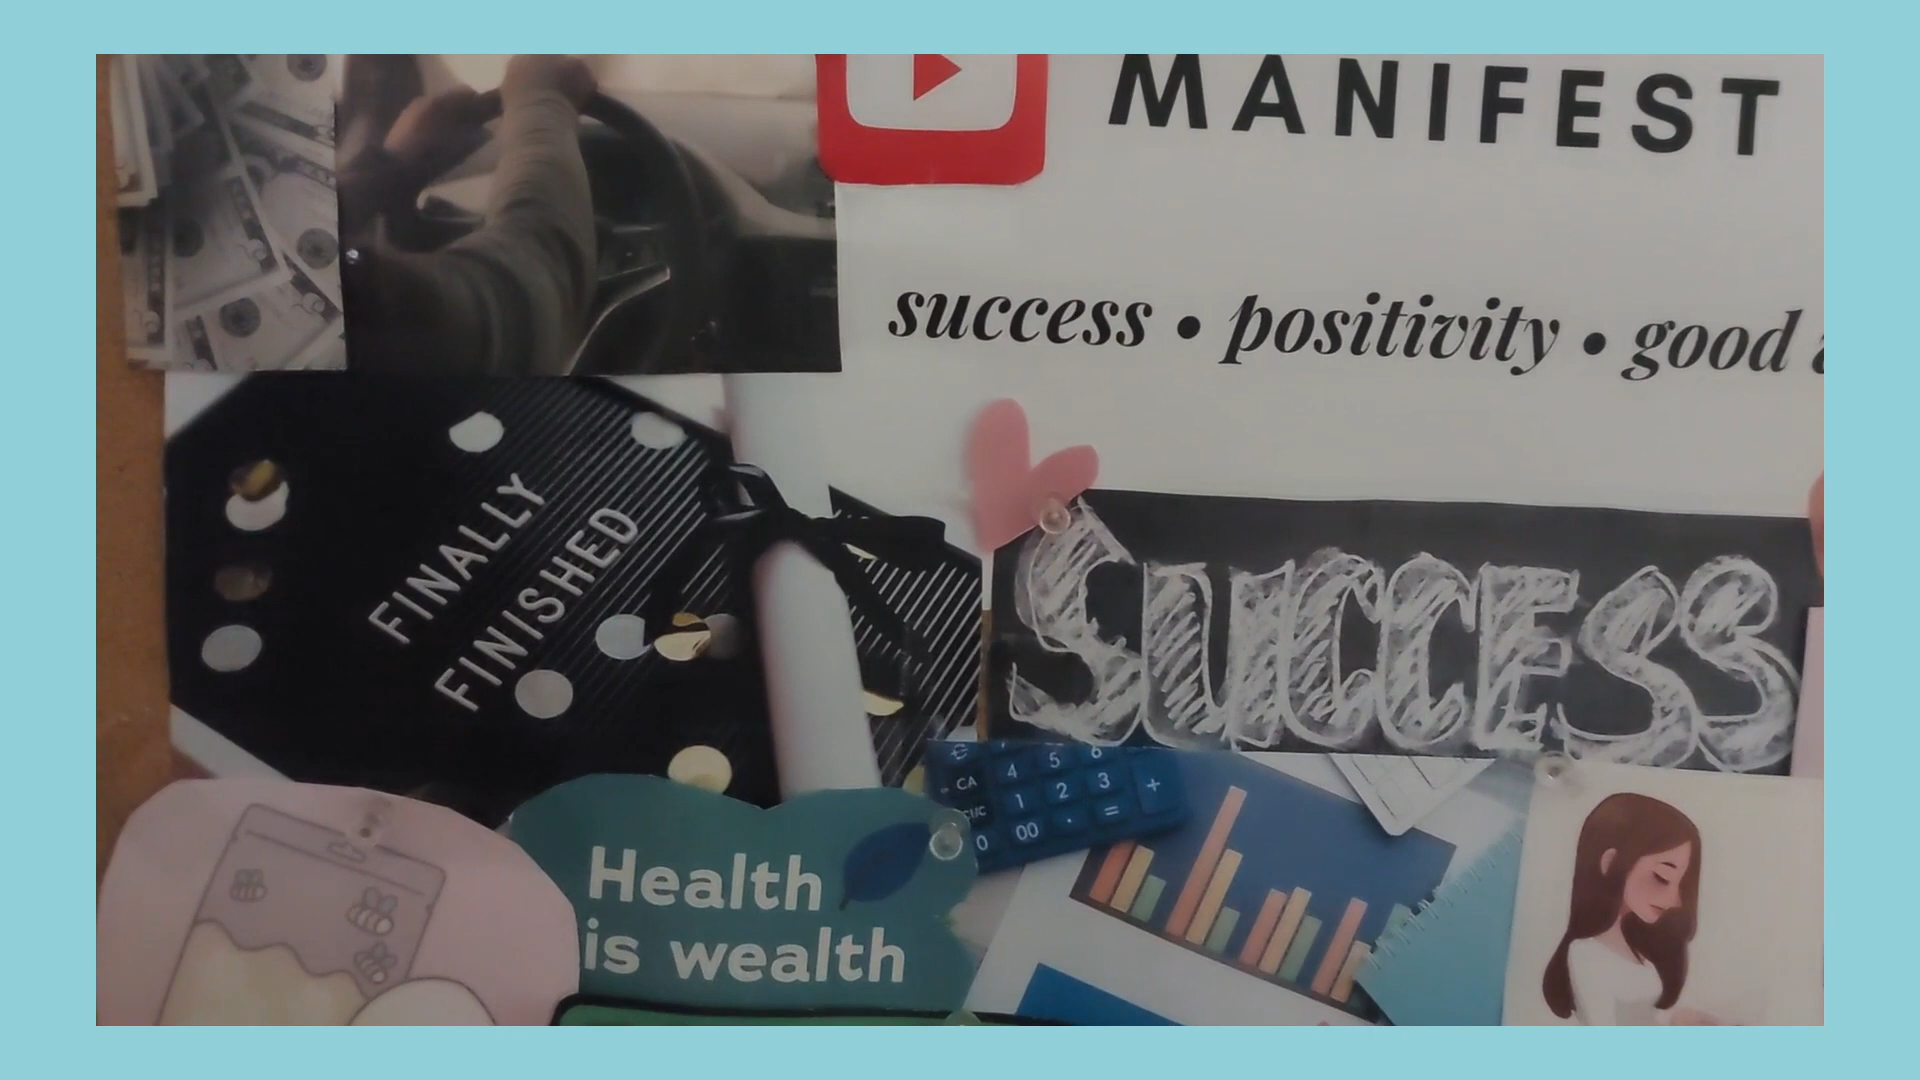 MANIFEST
success • positivity • good
FINALLY
FINISHED
SUCCESS
4 5 6
CA 1 2 3 +
0 00 . =
Health
is wealth